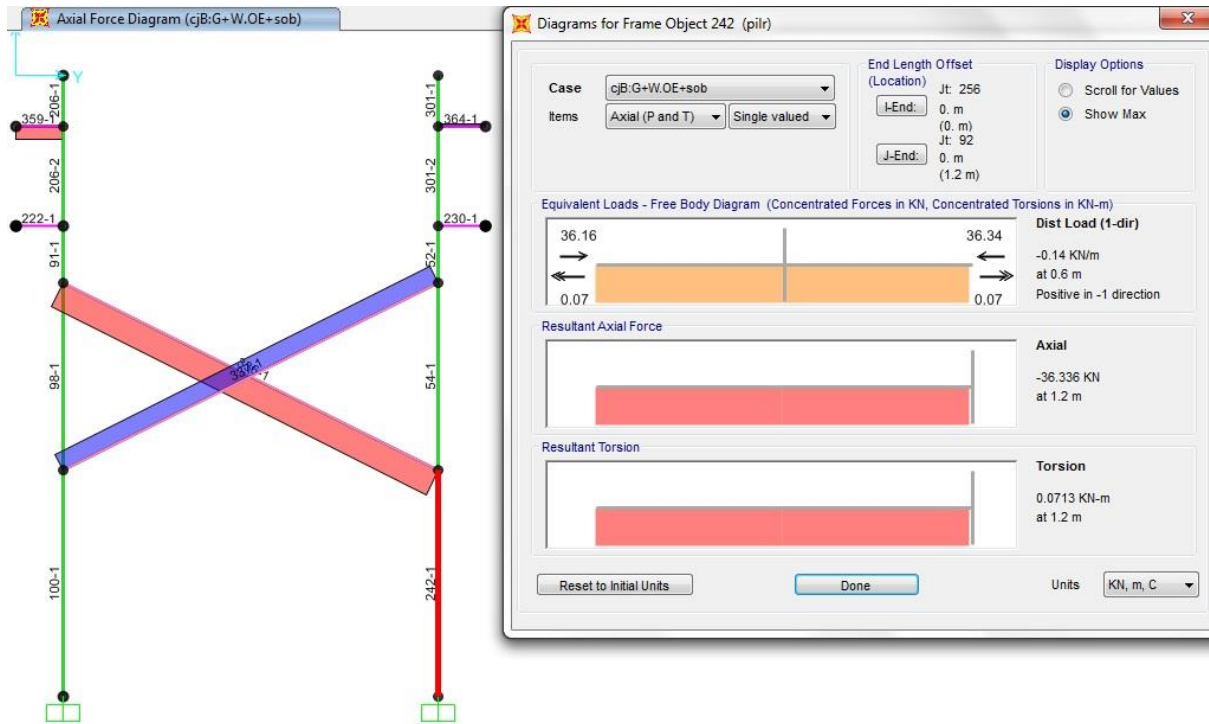 Axial Force Diagram (cjB:G+W.OE+sob)
Y
206-1
301-1
359-1
364-1
206-2
301-2
222-1
230-1
91-1
52-1
98-1
54-1
100-1
242-1
Diagrams for Frame Object 242 (pilr)
X
Case
cjB:G+W.OE+sob
Items
Axial (P and T)
Single valued
End Length Offset
(Location)
Jt: 256
I-End:
0. m
(0. m)
Jt: 92
J-End:
0. m
(1.2 m)
Display Options
Scroll for Values
Show Max
Equivalent Loads - Free Body Diagram (Concentrated Forces in KN, Concentrated Torsions in KN-m)
36.16
36.34
0.07
0.07
Dist Load (1-dir)
-0.14 KN/m
at 0.6 m
Positive in -1 direction
Resultant Axial Force
Axial
-36.336 KN
at 1.2 m
Resultant Torsion
Torsion
0.0713 KN-m
at 1.2 m
Reset to Initial Units
Done
Units
KN, m, C